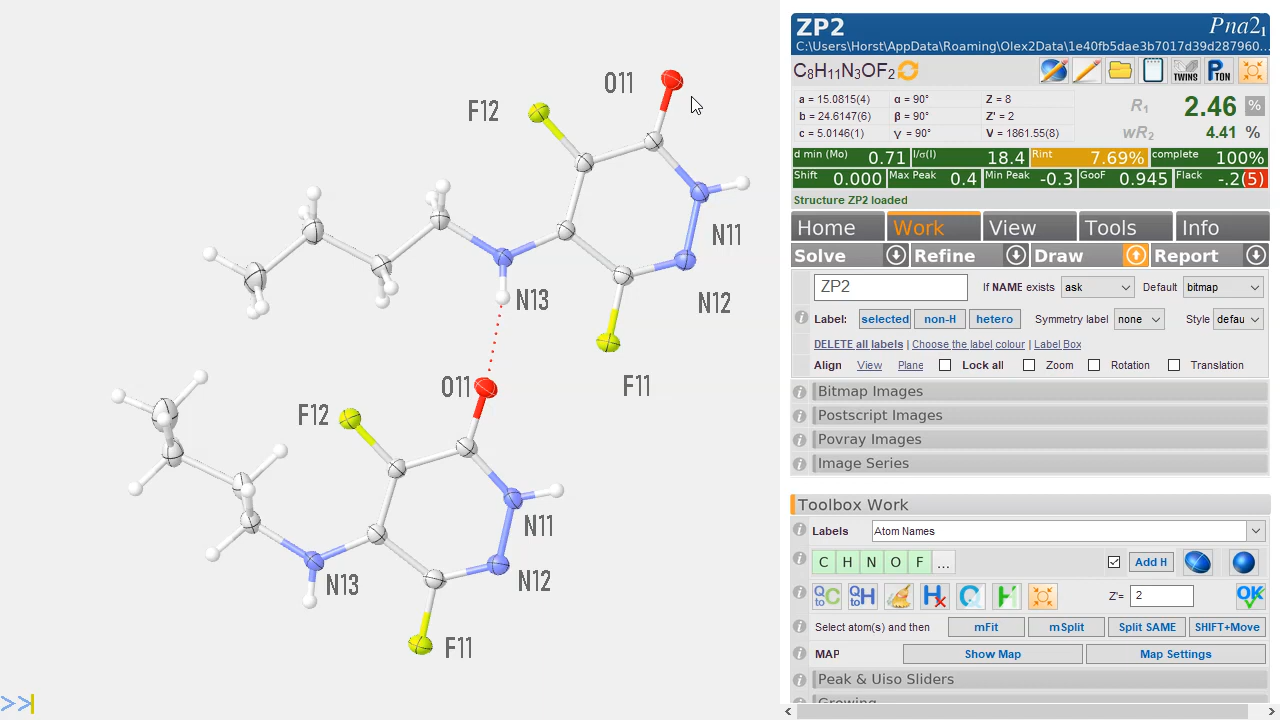 O11
F12
N11
N13
N12
F11
O11
F12
N11
N12
N13
F11
>>
ZP2
Pna2₁
C:\Users\Horst\AppData\Roaming\Olex2Data\1e40fb5dae3b7017d39d287960...
C₈H₁₁N₃OF₂
TWINS
PTON
a = 15.0815(4) α = 90° Z = 8
b = 24.6147(6) β = 90° Z' = 2
c = 5.0146(1) γ = 90° V = 1861.55(8)
R₁ 2.46 %
wR₂ 4.41 %
d min (Mo) 0.71 I/σ(I) 18.4 Rint 7.69% complete 100%
Shift 0.000 Max Peak 0.4 Min Peak -0.3 GooF 0.945 Flack -.2(5)
Structure ZP2 loaded
Home Work View Tools Info
Solve Refine Draw Report
ZP2 If NAME exists ask Default bitmap
Label: selected non-H hetero Symmetry label none Style defau
DELETE all labels | Choose the label colour | Label Box
Align View Plane Lock all Zoom Rotation Translation
Bitmap Images
Postscript Images
Povray Images
Image Series
Toolbox Work
Labels Atom Names
C H N O F ... Add H
Q toC Q toH H Z'= 2 OK
Select atom(s) and then mFit mSplit Split SAME SHIFT+Move
MAP Show Map Map Settings
Peak & Uiso Sliders
Growing